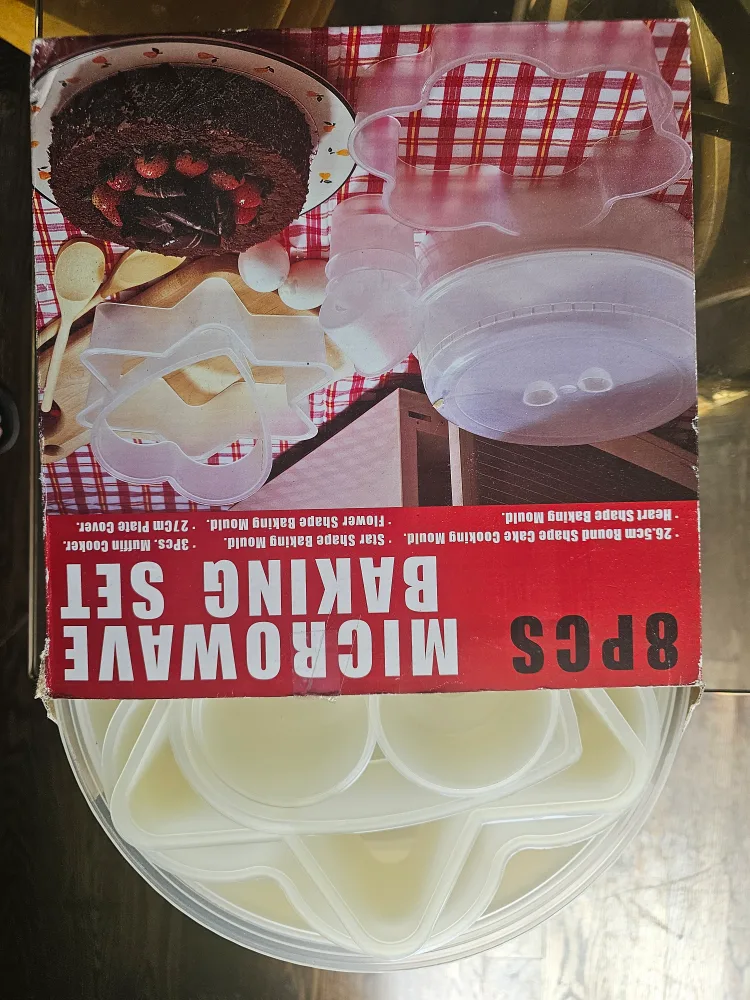 8PCS MICROWAVE
BAKING SET
· 26.5cm Round Shape Cake Cooking Mould. · Star Shape Baking Mould. · 3Pcs. Muffin Cooker.
· Heart Shape Baking Mould. · Flower Shape Baking Mould. · 27Cm Plate Cover.